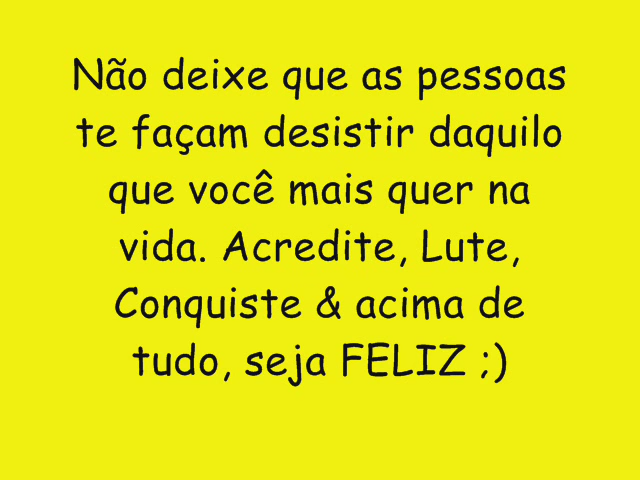 Não deixe que as pessoas
te façam desistir daquilo
que você mais quer na
vida. Acredite, Lute,
Conquiste & acima de
tudo, seja FELIZ ;)